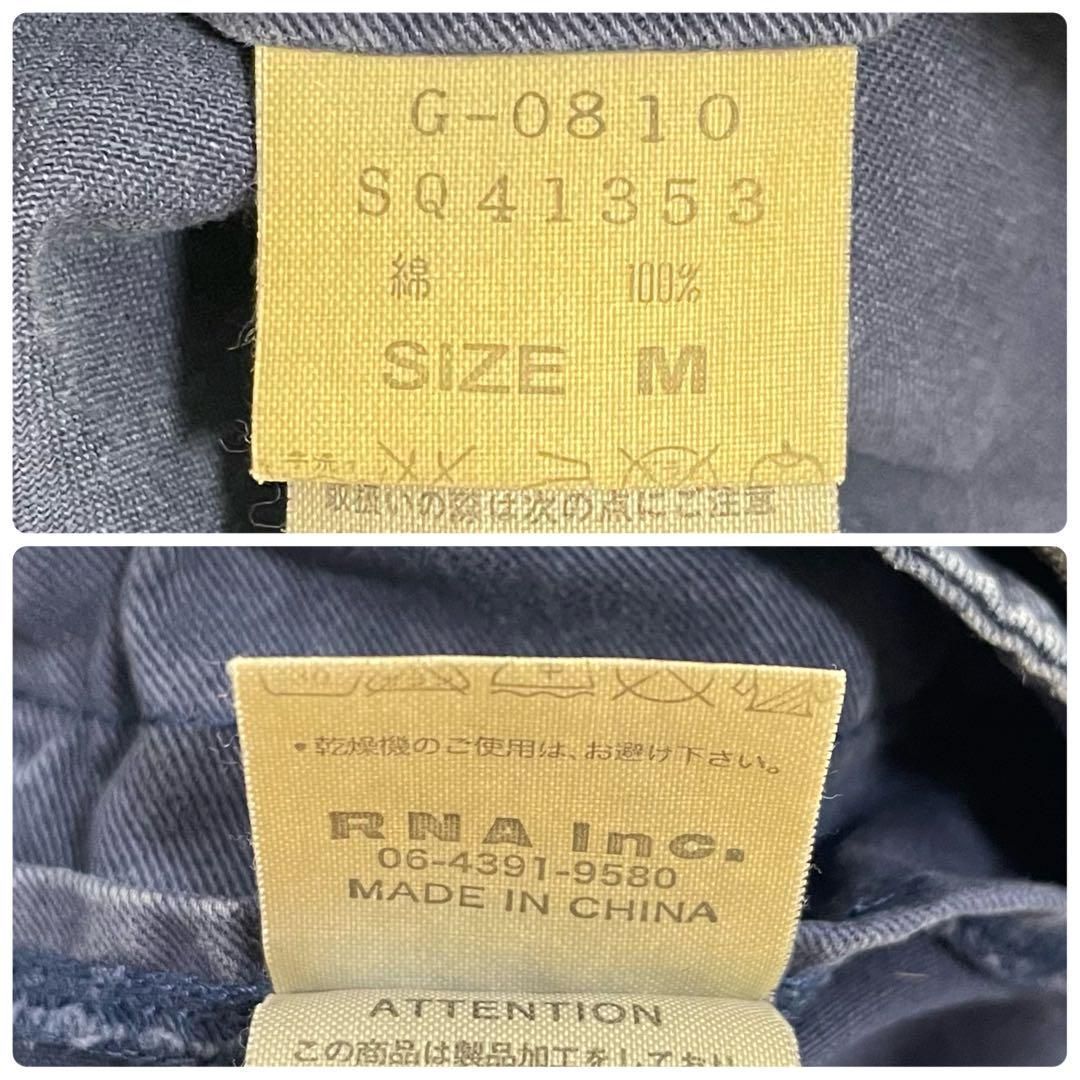 G-0810
SQ41353
綿 100%
SIZE M
取扱いの際は次の点にご注意
・乾燥機のご使用は、お避け下さい。
RNA Inc.
06-4391-9580
MADE IN CHINA
ATTENTION
この商品は製品加工をしており